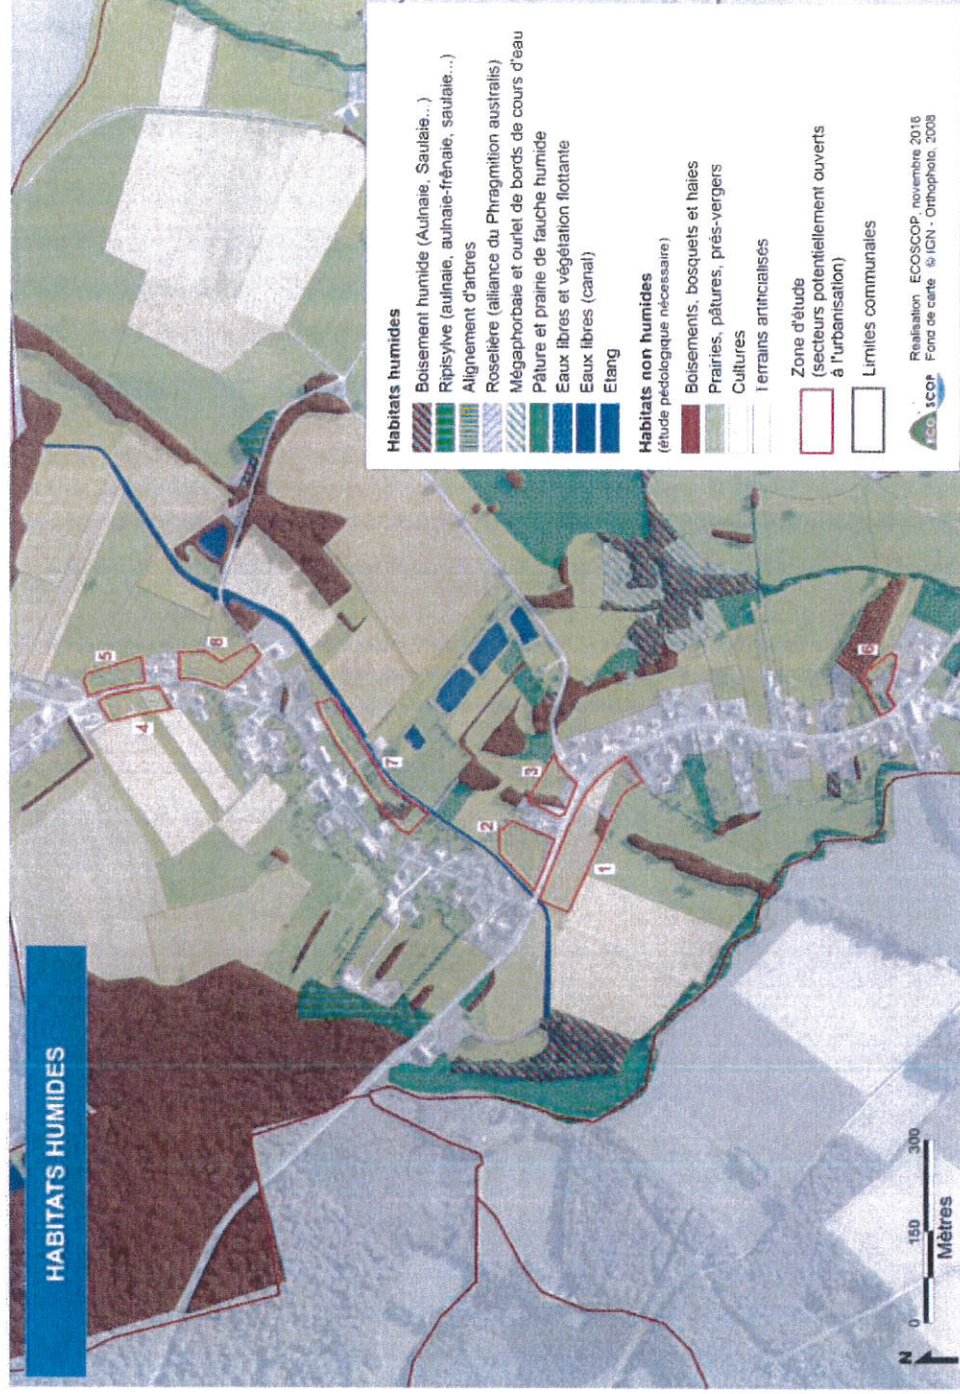 HABITATS HUMIDES
5
4
8
7
3
2
1
6
Habitats humides
Boisement humide (Aulnaie, Saulaie...)
Ripisylve (aulnaie, aulnaie-frênaie, saulaie...)
Alignement d'arbres
Roselière (alliance du Phragmition australis)
Mégaphorbaie et ourlet de bords de cours d'eau
Pâture et prairie de fauche humide
Eaux libres et végétation flottante
Eaux libres (canal)
Etang
Habitats non humides
(étude pédologique nécessaire)
Boisements, bosquets et haies
Prairies, pâtures, prés-vergers
Cultures
Terrains artificialisés
Zone d'étude
(secteurs potentiellement ouverts
à l'urbanisation)
Limites communales
ECO SCOP
Réalisation ECOSCOP, novembre 2016
Fond de carte © IGN - Orthophoto, 2008
N
0 150 300
Mètres